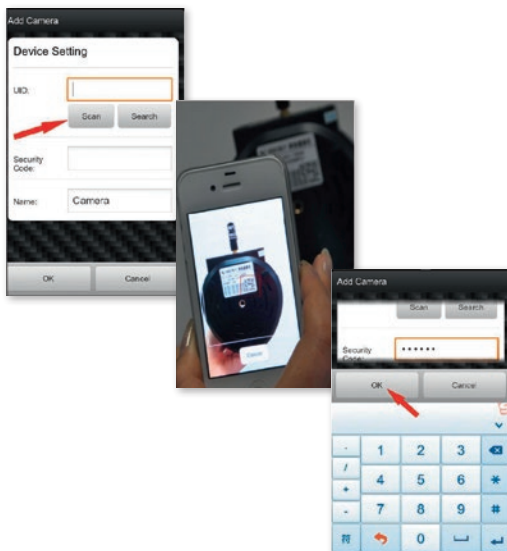 Add Camera
Device Setting
UID:
Scan
Search
Security
Code:
Name:
Camera
OK
Cancel
Cancel
Add Camera
Scan
Search
Security
Code:
••••••
OK
Cancel
-
1
2
3
/
4
5
6
*
+
-
7
8
9
#
符
0